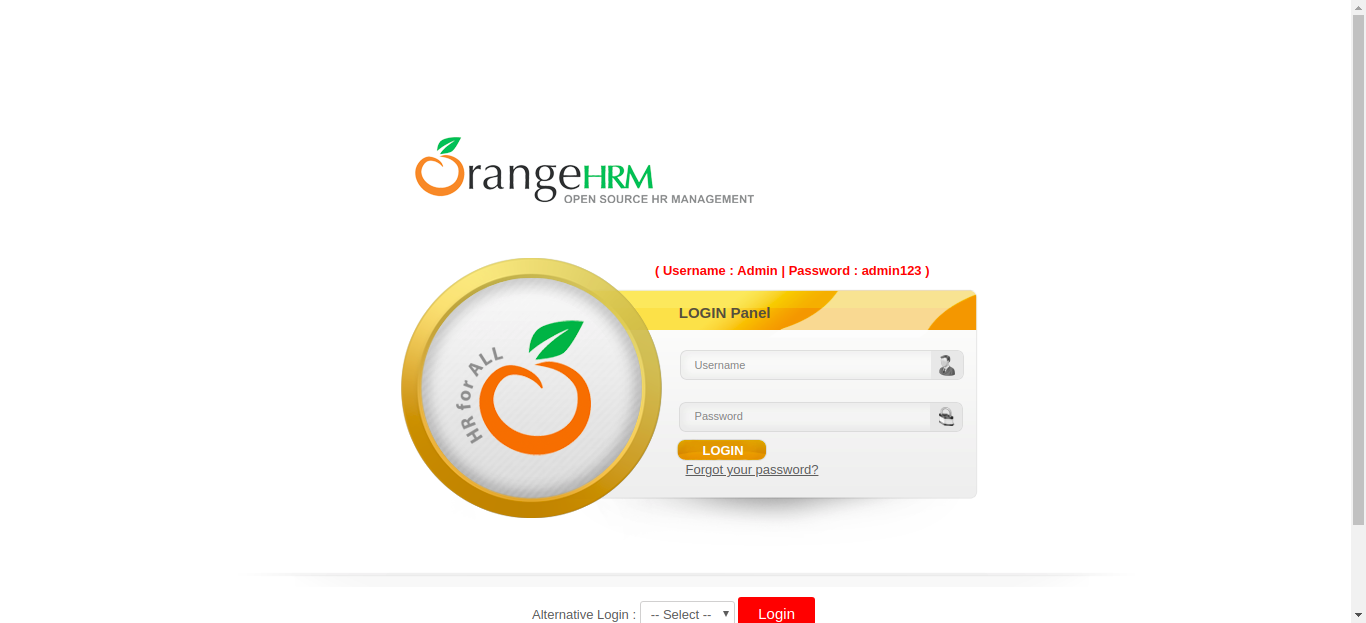 OrangeHRM
OPEN SOURCE HR MANAGEMENT
( Username : Admin | Password : admin123 )
LOGIN Panel
HR for ALL
Username
Password
LOGIN
Forgot your password?
Alternative Login : -- Select -- Login